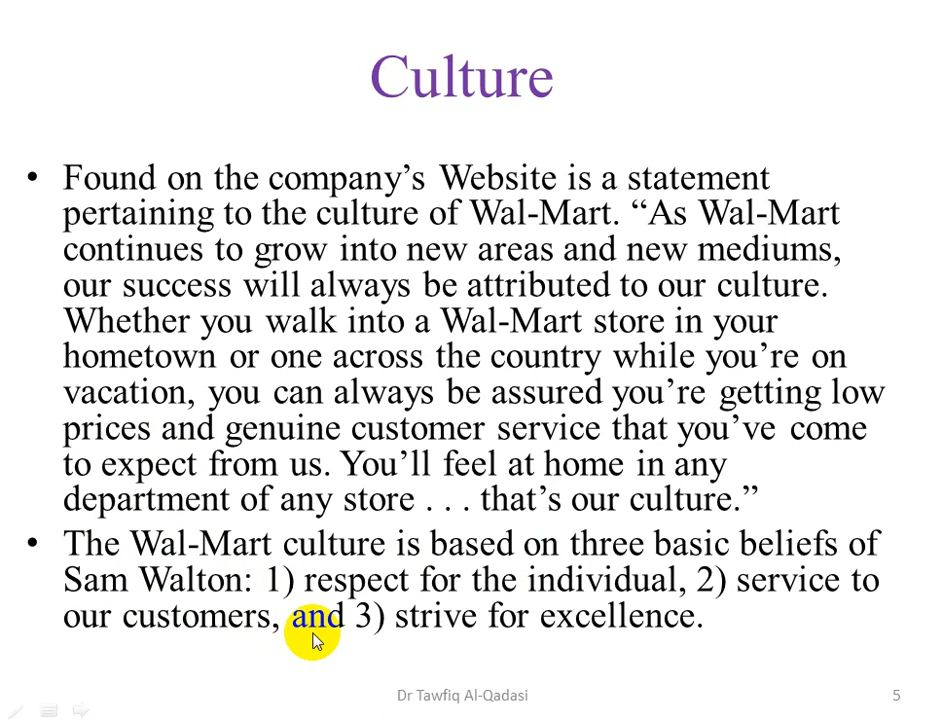 Culture
• Found on the company’s Website is a statement
pertaining to the culture of Wal-Mart. “As Wal-Mart
continues to grow into new areas and new mediums,
our success will always be attributed to our culture.
Whether you walk into a Wal-Mart store in your
hometown or one across the country while you’re on
vacation, you can always be assured you’re getting low
prices and genuine customer service that you’ve come
to expect from us. You’ll feel at home in any
department of any store . . . that’s our culture.”
• The Wal-Mart culture is based on three basic beliefs of
Sam Walton: 1) respect for the individual, 2) service to
our customers, and 3) strive for excellence.
Dr Tawfiq Al-Qadasi
5